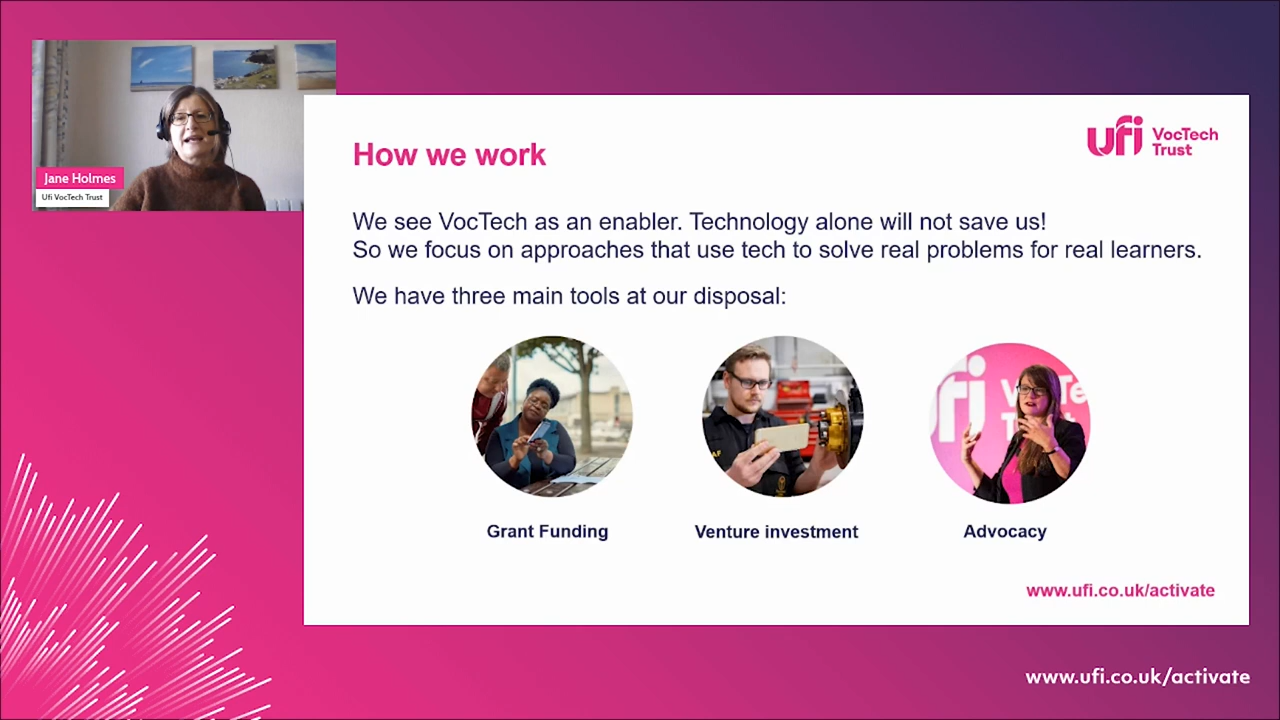 Jane Holmes
Ufi VocTech Trust
How we work
ufi VocTech
Trust
We see VocTech as an enabler. Technology alone will not save us!
So we focus on approaches that use tech to solve real problems for real learners.
We have three main tools at our disposal:
Grant Funding
Venture investment
Advocacy
www.ufi.co.uk/activate
www.ufi.co.uk/activate